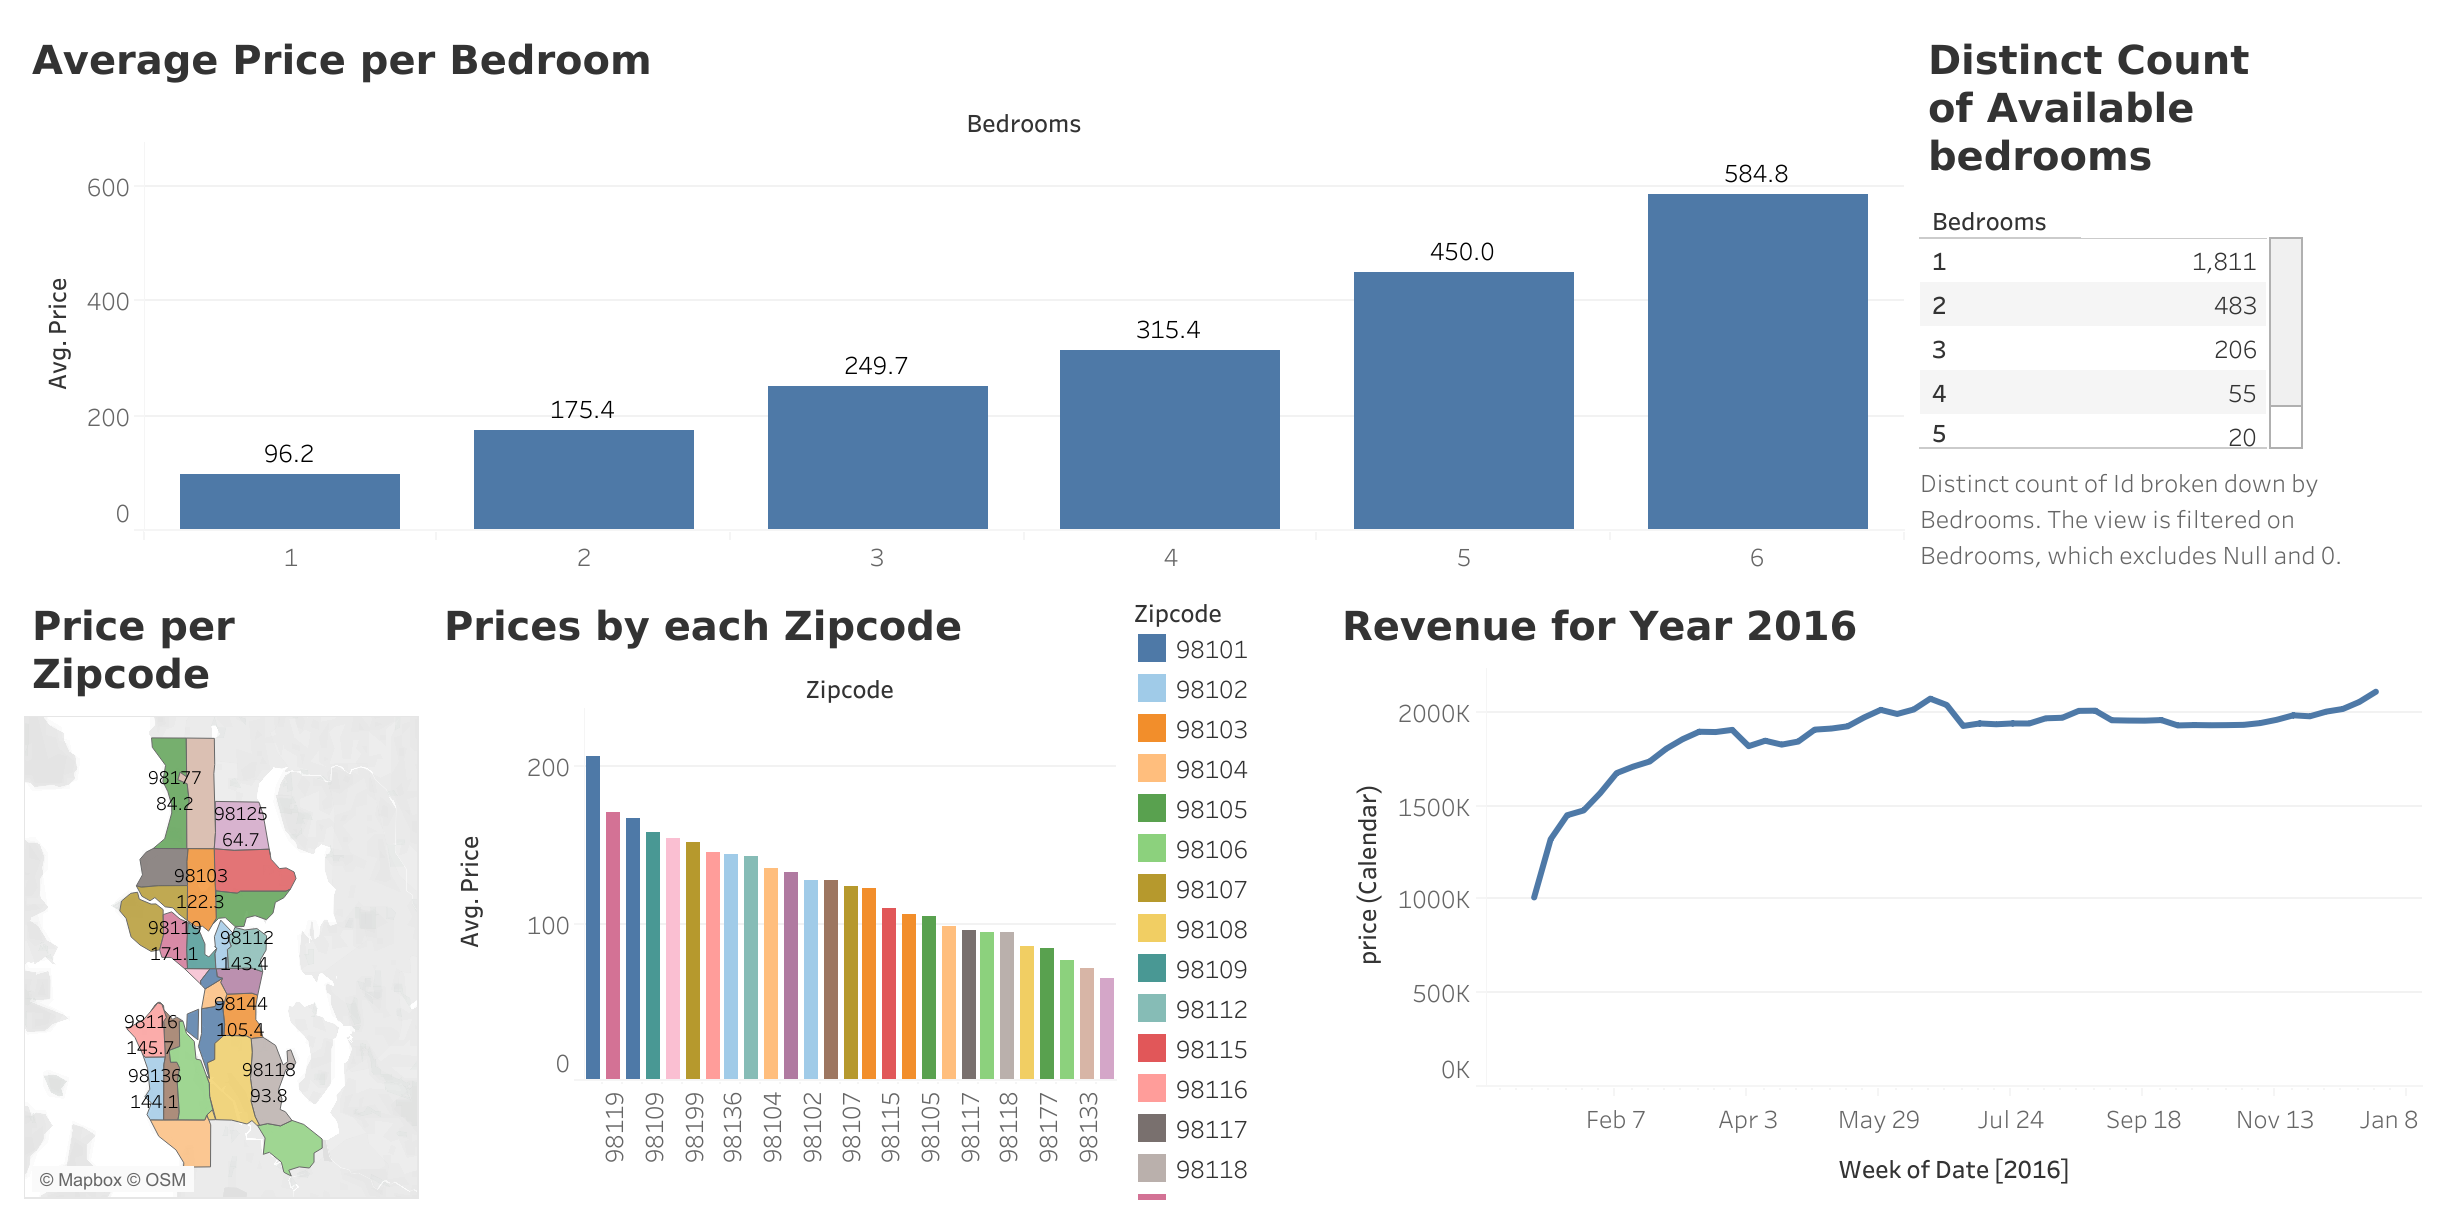 Average Price per Bedroom
Bedrooms
Avg. Price
600
400
200
0
96.2
175.4
249.7
315.4
450.0
584.8
1
2
3
4
5
6
Distinct Count
of Available
bedrooms
Bedrooms
1 1,811
2 483
3 206
4 55
5 20
Distinct count of Id broken down by
Bedrooms. The view is filtered on
Bedrooms, which excludes Null and 0.
Price per
Zipcode
98177
84.2
98125
64.7
98103
122.3
98119
171.1
98112
143.4
98144
105.4
98116
145.7
98136
144.1
98118
93.8
© Mapbox © OSM
Prices by each Zipcode
Zipcode
Avg. Price
200
100
0
98119
98109
98199
98136
98104
98102
98107
98115
98105
98117
98118
98177
98133
Zipcode
98101
98102
98103
98104
98105
98106
98107
98108
98109
98112
98115
98116
98117
98118
Revenue for Year 2016
price (Calendar)
2000K
1500K
1000K
500K
0K
Feb 7
Apr 3
May 29
Jul 24
Sep 18
Nov 13
Jan 8
Week of Date [2016]